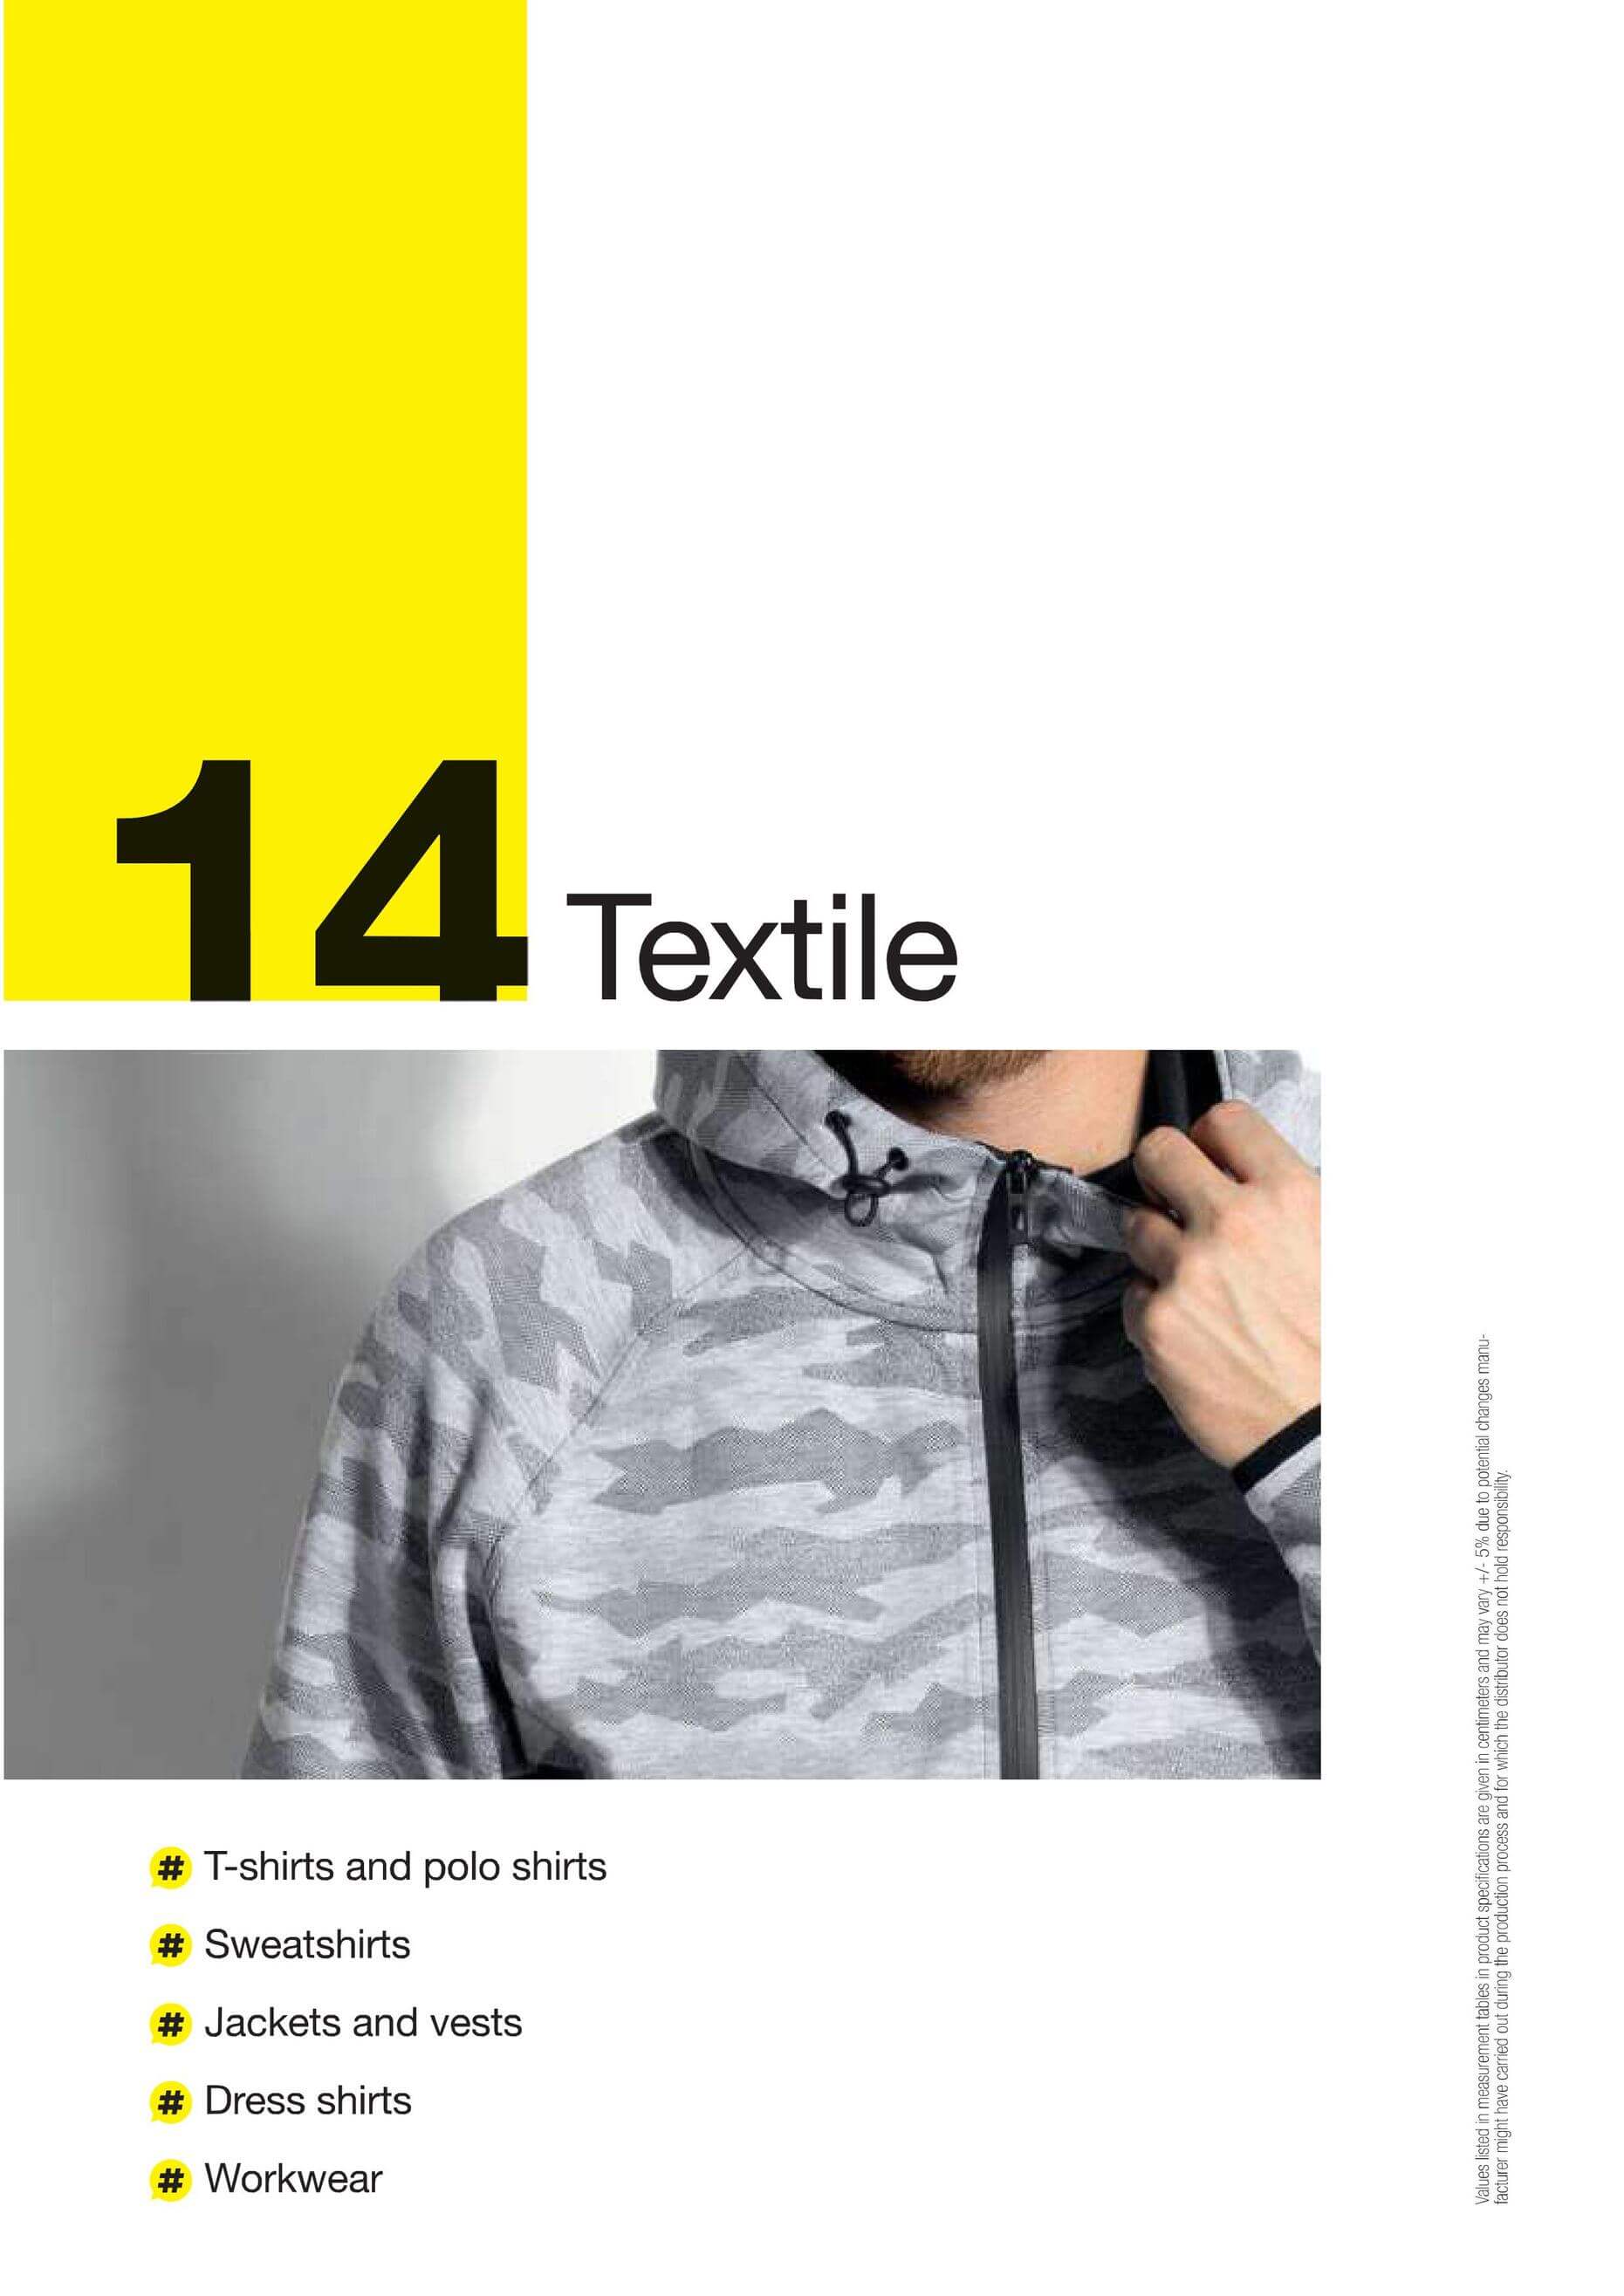 14 Textile
# T-shirts and polo shirts
# Sweatshirts
# Jackets and vests
# Dress shirts
# Workwear
Values listed in measurement tables in product specifications are given in centimeters and may vary +/- 5% due to potential changes manu-
facturer might have carried out during the production process and for which the distributor does not hold responsibility.